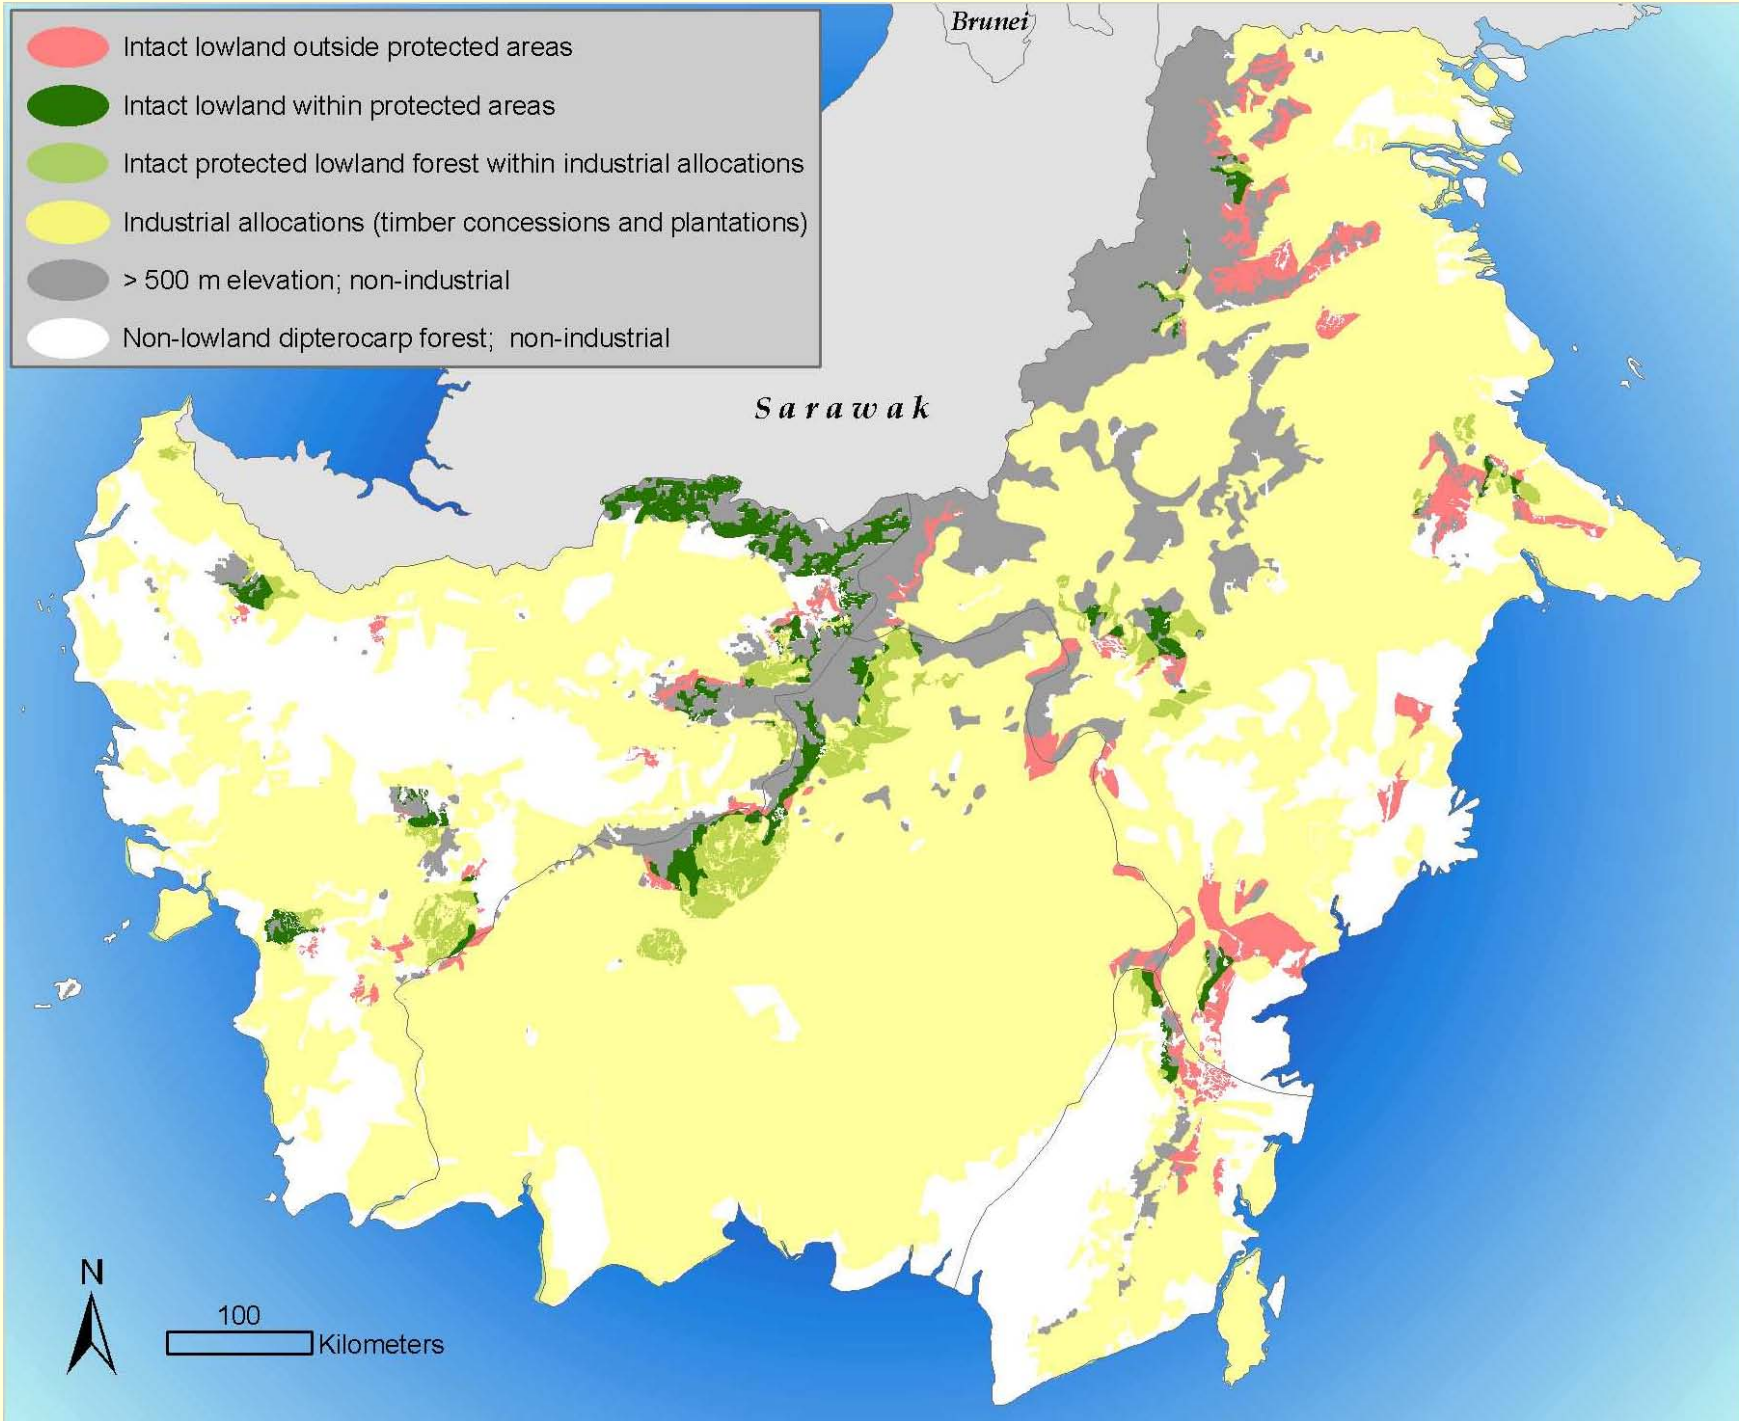 Brunei
Intact lowland outside protected areas
Intact lowland within protected areas
Intact protected lowland forest within industrial allocations
Industrial allocations (timber concessions and plantations)
> 500 m elevation; non-industrial
Non-lowland dipterocarp forest; non-industrial
Sarawak
N
100
Kilometers